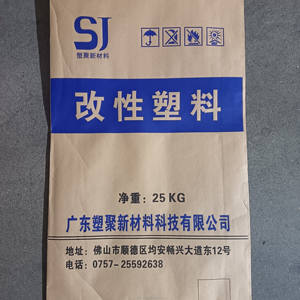 SJ
塑聚新材料
改性塑料
净重：25KG
广东塑聚新材料科技有限公司
地址：佛山市顺德区均安畅兴大道东12号
电话：0757-25592638